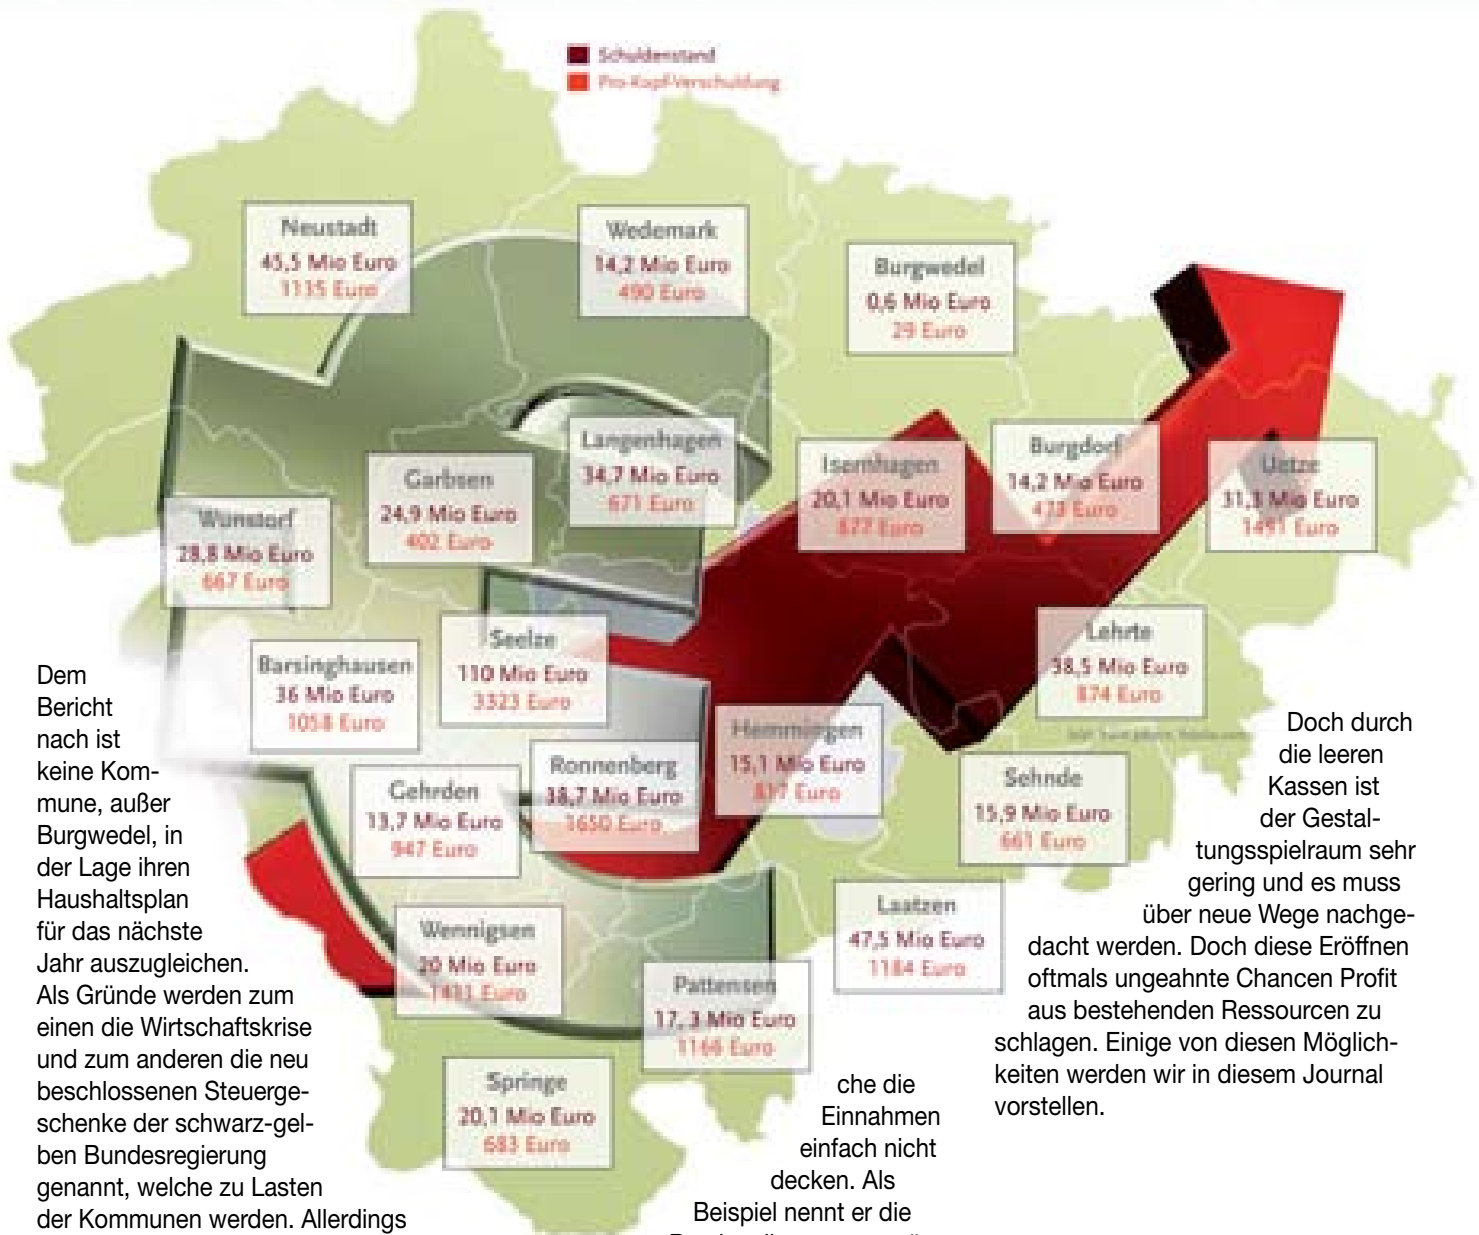 Schuldenstand
Pro-Kopf-Verschuldung
Neustadt
45,5 Mio Euro
1135 Euro
Wedemark
14,2 Mio Euro
490 Euro
Burgwedel
0,6 Mio Euro
29 Euro
Langenhagen
34,7 Mio Euro
671 Euro
Garbsen
24,9 Mio Euro
402 Euro
Wunstorf
28,8 Mio Euro
667 Euro
Isernhagen
20,1 Mio Euro
877 Euro
Burgdorf
14,2 Mio Euro
Euro
Uetze
31,3 Mio Euro
1491 Euro
Lehrte
38,5 Mio Euro
874 Euro
Seelze
110 Mio Euro
3323 Euro
Barsinghausen
36 Mio Euro
1058 Euro
Hemmingen
15,1 Mio Euro
817 Euro
Ronnenberg
38,7 Mio Euro
1650 Euro
Gehrden
13,7 Mio Euro
947 Euro
Sehnde
15,9 Mio Euro
661 Euro
Laatzen
47,5 Mio Euro
1184 Euro
Wennigsen
20 Mio Euro
1431 Euro
Pattensen
17, 3 Mio Euro
1166 Euro
Springe
20,1 Mio Euro
683 Euro
Dem
Bericht
nach ist
keine Kom-
mune, außer
Burgwedel, in
der Lage ihren
Haushaltsplan
für das nächste
Jahr auszugleichen.
Als Gründe werden zum
einen die Wirtschaftskrise
und zum anderen die neu
beschlossenen Steuerge-
schenke der schwarz-gel-
ben Bundesregierung
genannt, welche zu Lasten
der Kommunen werden. Allerdings
che die
Einnahmen
einfach nicht
decken. Als
Beispiel nennt er die
Doch durch
die leeren
Kassen ist
der Gestal-
tungsspielraum sehr
gering und es muss
über neue Wege nachge-
dacht werden. Doch diese Eröffnen
oftmals ungeahnte Chancen Profit
aus bestehenden Ressourcen zu
schlagen. Einige von diesen Möglich-
keiten werden wir in diesem Journal
vorstellen.